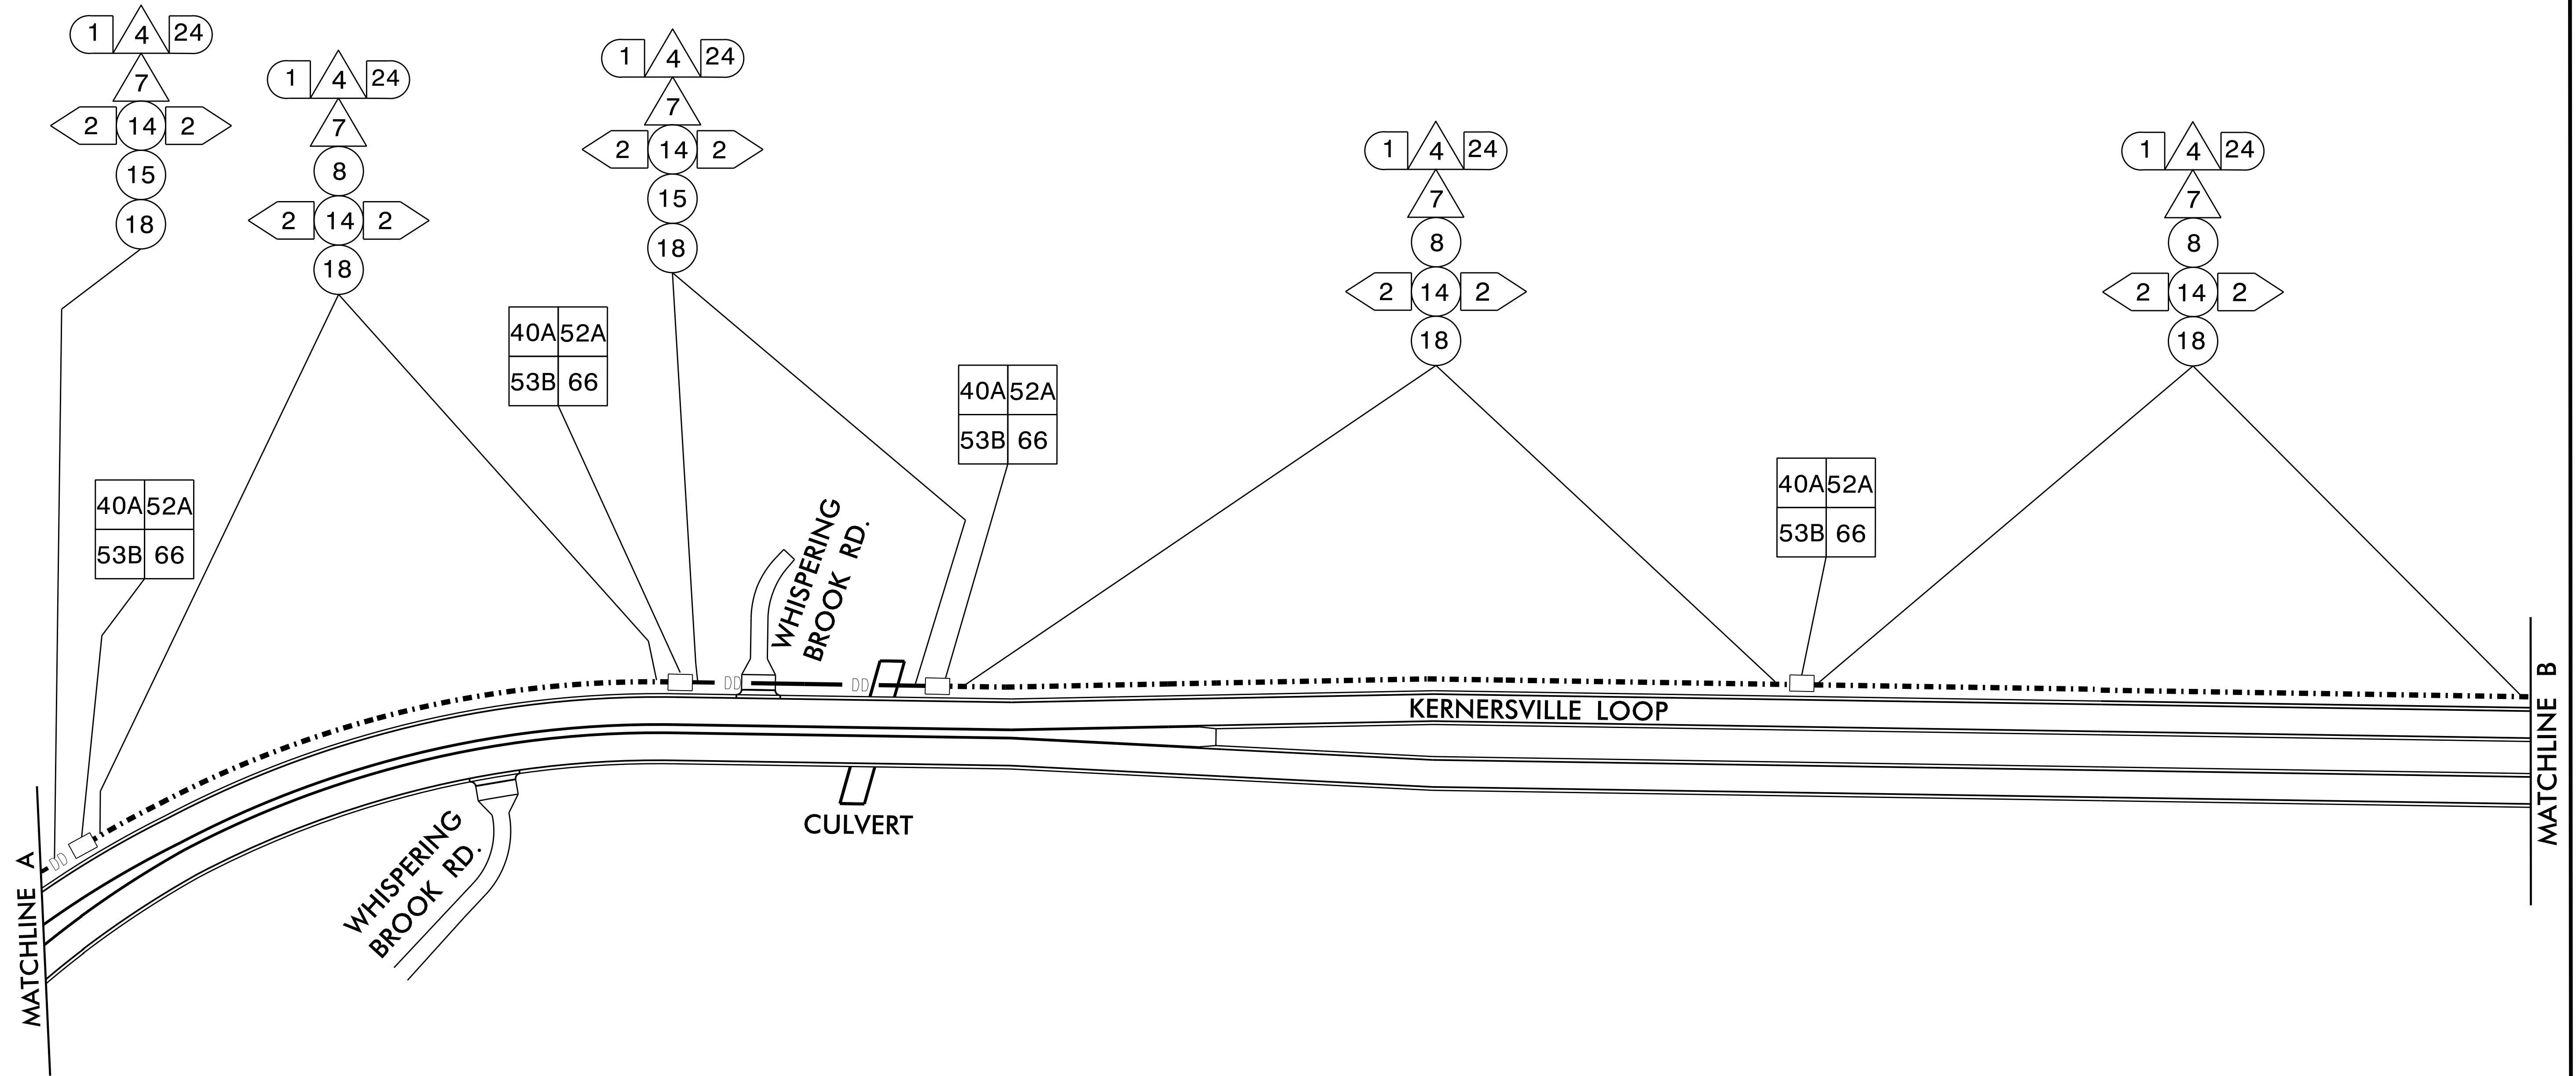 1 4 24
7
2 14 2
15
18
1 4 24
7
8
2 14 2
18
1 4 24
7
2 14 2
15
18
1 4 24
7
8
2 14 2
18
1 4 24
7
8
2 14 2
18
40A 52A
53B 66
40A 52A
53B 66
40A 52A
53B 66
40A 52A
53B 66
WHISPERING
BROOK RD.
KERNERSVILLE LOOP
CULVERT
WHISPERING
BROOK RD.
MATCHLINE A
MATCHLINE B